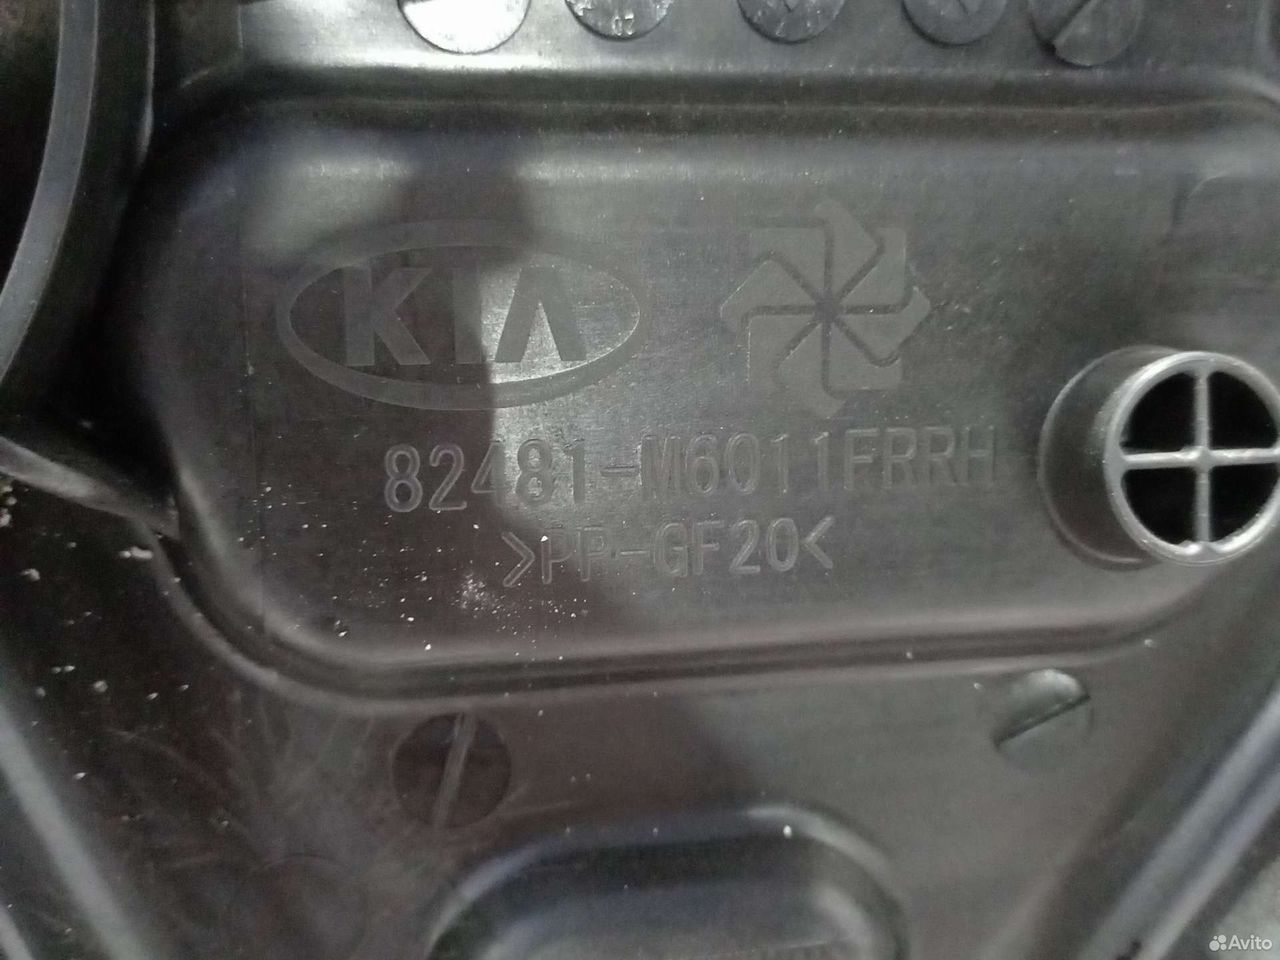 KIA
82481-M6011FRRH
>PP-GF20<
Avito